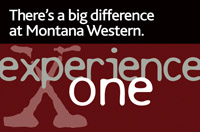 There's a big difference
at Montana Western.
experience
X
one